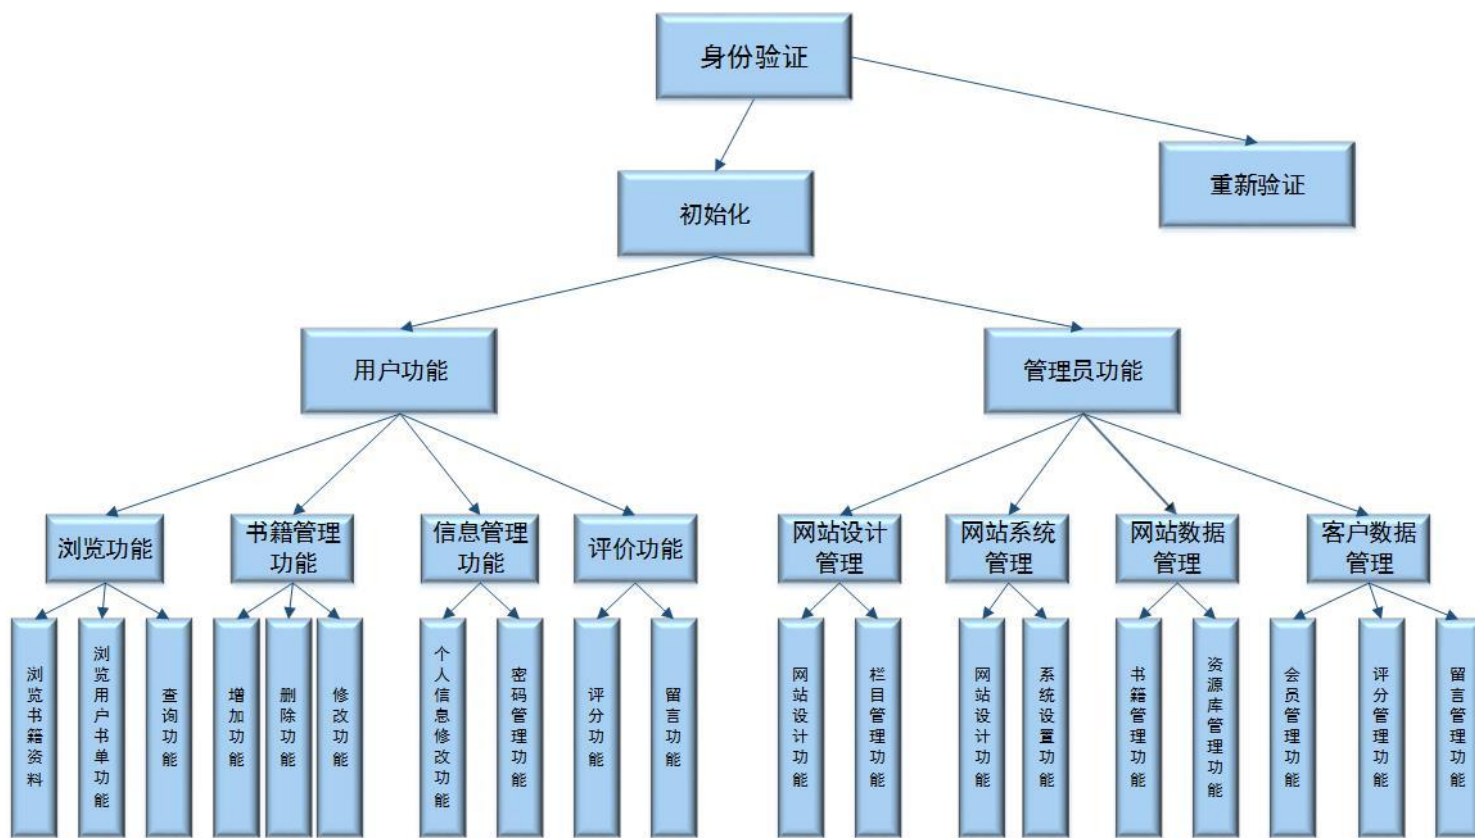 身份验证
重新验证
初始化
用户功能
管理员功能
浏览功能
书籍管理
功能
信息管理
功能
评价功能
网站设计
管理
网站系统
管理
网站数据
管理
客户数据
管理
浏览书籍资料
浏览用户书单功能
查询功能
增加功能
删除功能
修改功能
个人信息修改功能
密码管理功能
评分功能
留言功能
网站设计功能
栏目管理功能
网站设计功能
系统设置功能
书籍管理功能
资源库管理功能
会员管理功能
评分管理功能
留言管理功能